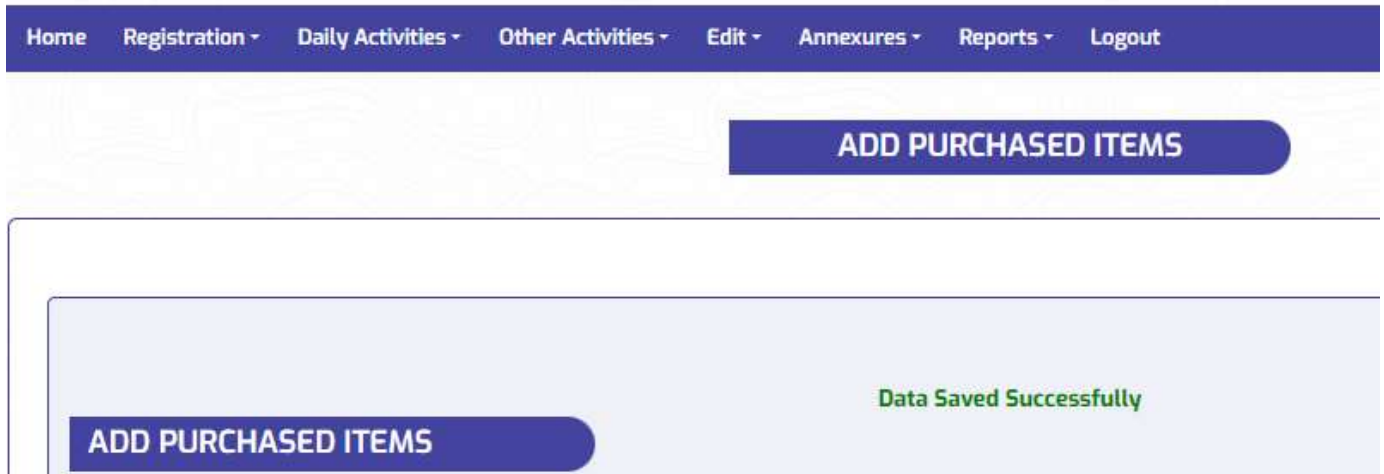 Home Registration Daily Activities Other Activities Edit Annexures Reports Logout
ADD PURCHASED ITEMS
Data Saved Successfully
ADD PURCHASED ITEMS